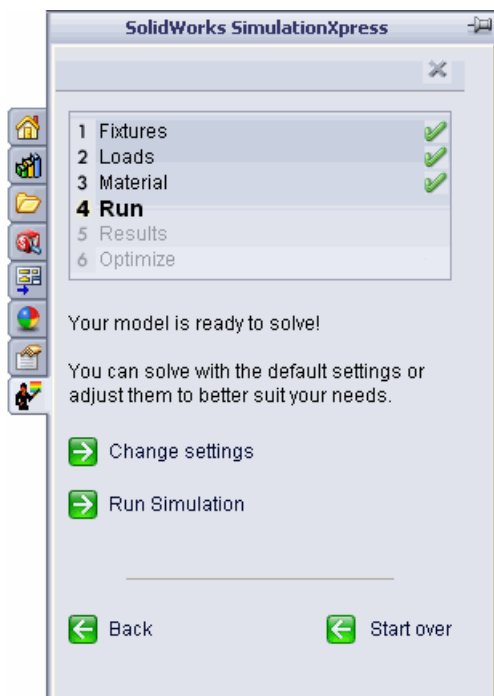 SolidWorks SimulationXpress
1 Fixtures
2 Loads
3 Material
4 Run
5 Results
6 Optimize
Your model is ready to solve!
You can solve with the default settings or
adjust them to better suit your needs.
Change settings
Run Simulation
Back Start over